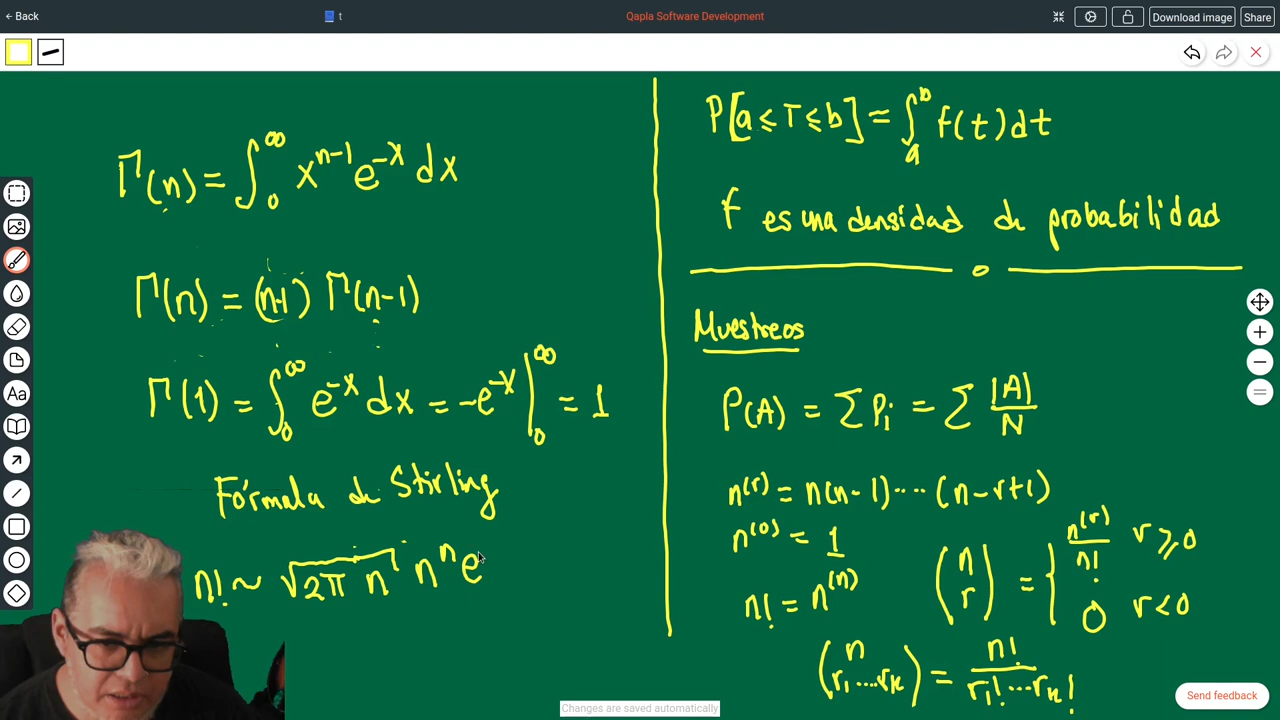 Back
t
Qapla Software Development
Download image
Share
Γ(n) = ∫₀^∞ x^(n-1) e^(-x) dx
Γ(n) = (n-1) Γ(n-1)
Γ(1) = ∫₀^∞ e^(-x) dx = -e^(-x) |₀^∞ = 1
Fórmula de Stirling
n! ~ √(2π n) n^n e
P[a ≤ T ≤ b] = ∫ₐ^b f(t) dt
f es una densidad de probabilidad
Muestreos
P(A) = Σ Pi = Σ |A|/N
n^(r) = n(n-1)....(n-r+1)
n^(0) = 1
n! = n^(n)
(n r) = { n^(r)/n! r ≥ 0
0 r < 0
(n r₁....rₖ) = n!/(r₁!...rₖ!)
Aa
Changes are saved automatically
Send feedback